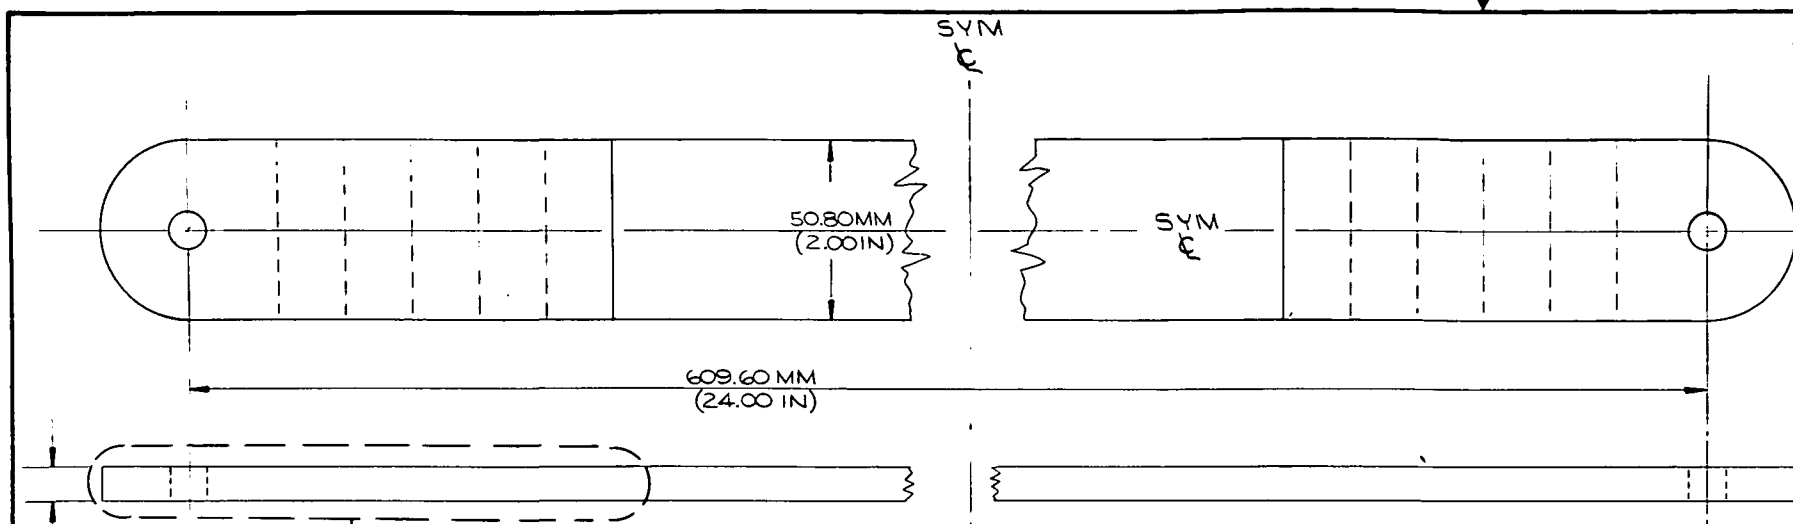 SYM
℄
50.80MM
(2.00IN)
SYM
℄
609.60 MM
(24.00 IN)